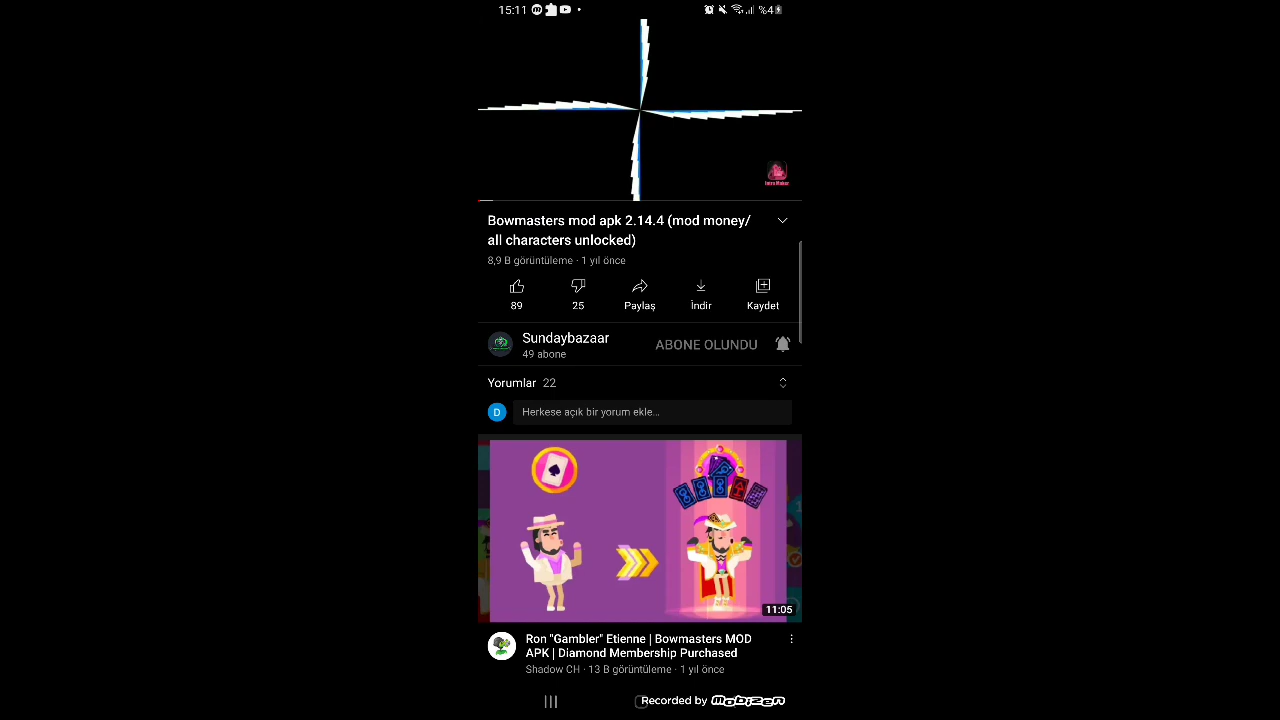 15:11
%4
Emre Maker
Bowmasters mod apk 2.14.4 (mod money/
all characters unlocked)
8,9 B görüntüleme · 1 yıl önce
89
25
Paylaş
İndir
Kaydet
Sundaybazaar
49 abone
ABONE OLUNDU
Yorumlar 22
D
Herkese açık bir yorum ekle...
11:05
Ron "Gambler" Etienne | Bowmasters MOD
APK | Diamond Membership Purchased
Shadow CH · 13 B görüntüleme · 1 yıl önce
Recorded by MOBIZEN